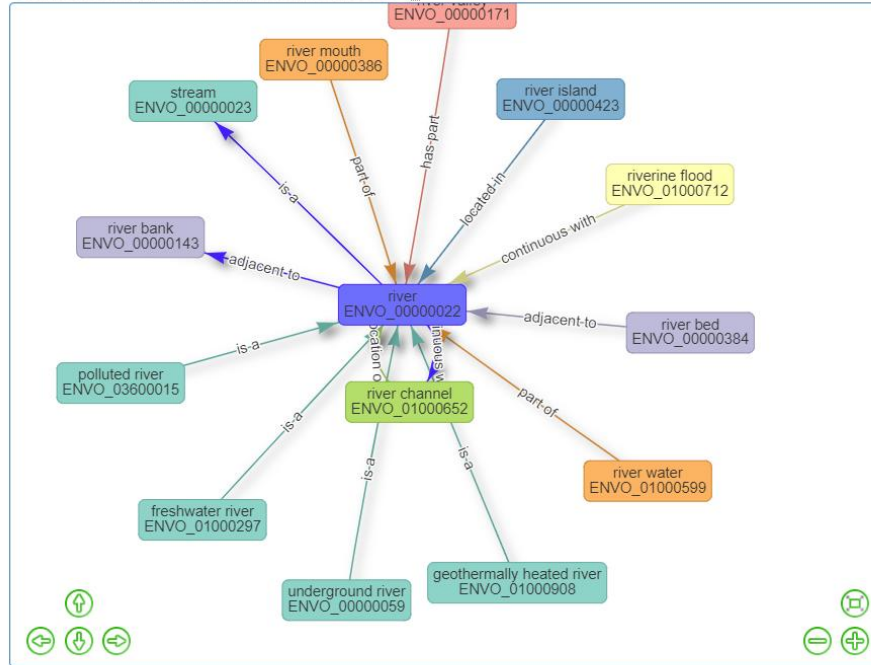 river valley
ENVO_00000171
river mouth
ENVO_00000386
stream
ENVO_00000023
river island
ENVO_00000423
has-part
part-of
is-a
located-in
riverine flood
ENVO_01000712
river bank
ENVO_00000143
continuous with
adjacent-to
river
ENVO_00000022
adjacent-to
river bed
ENVO_00000384
is-a
polluted river
ENVO_03600015
river channel
ENVO_01000652
part-of
is-a
is-a
is-a
river water
ENVO_01000599
freshwater river
ENVO_01000297
underground river
ENVO_00000059
geothermally heated river
ENVO_01000908